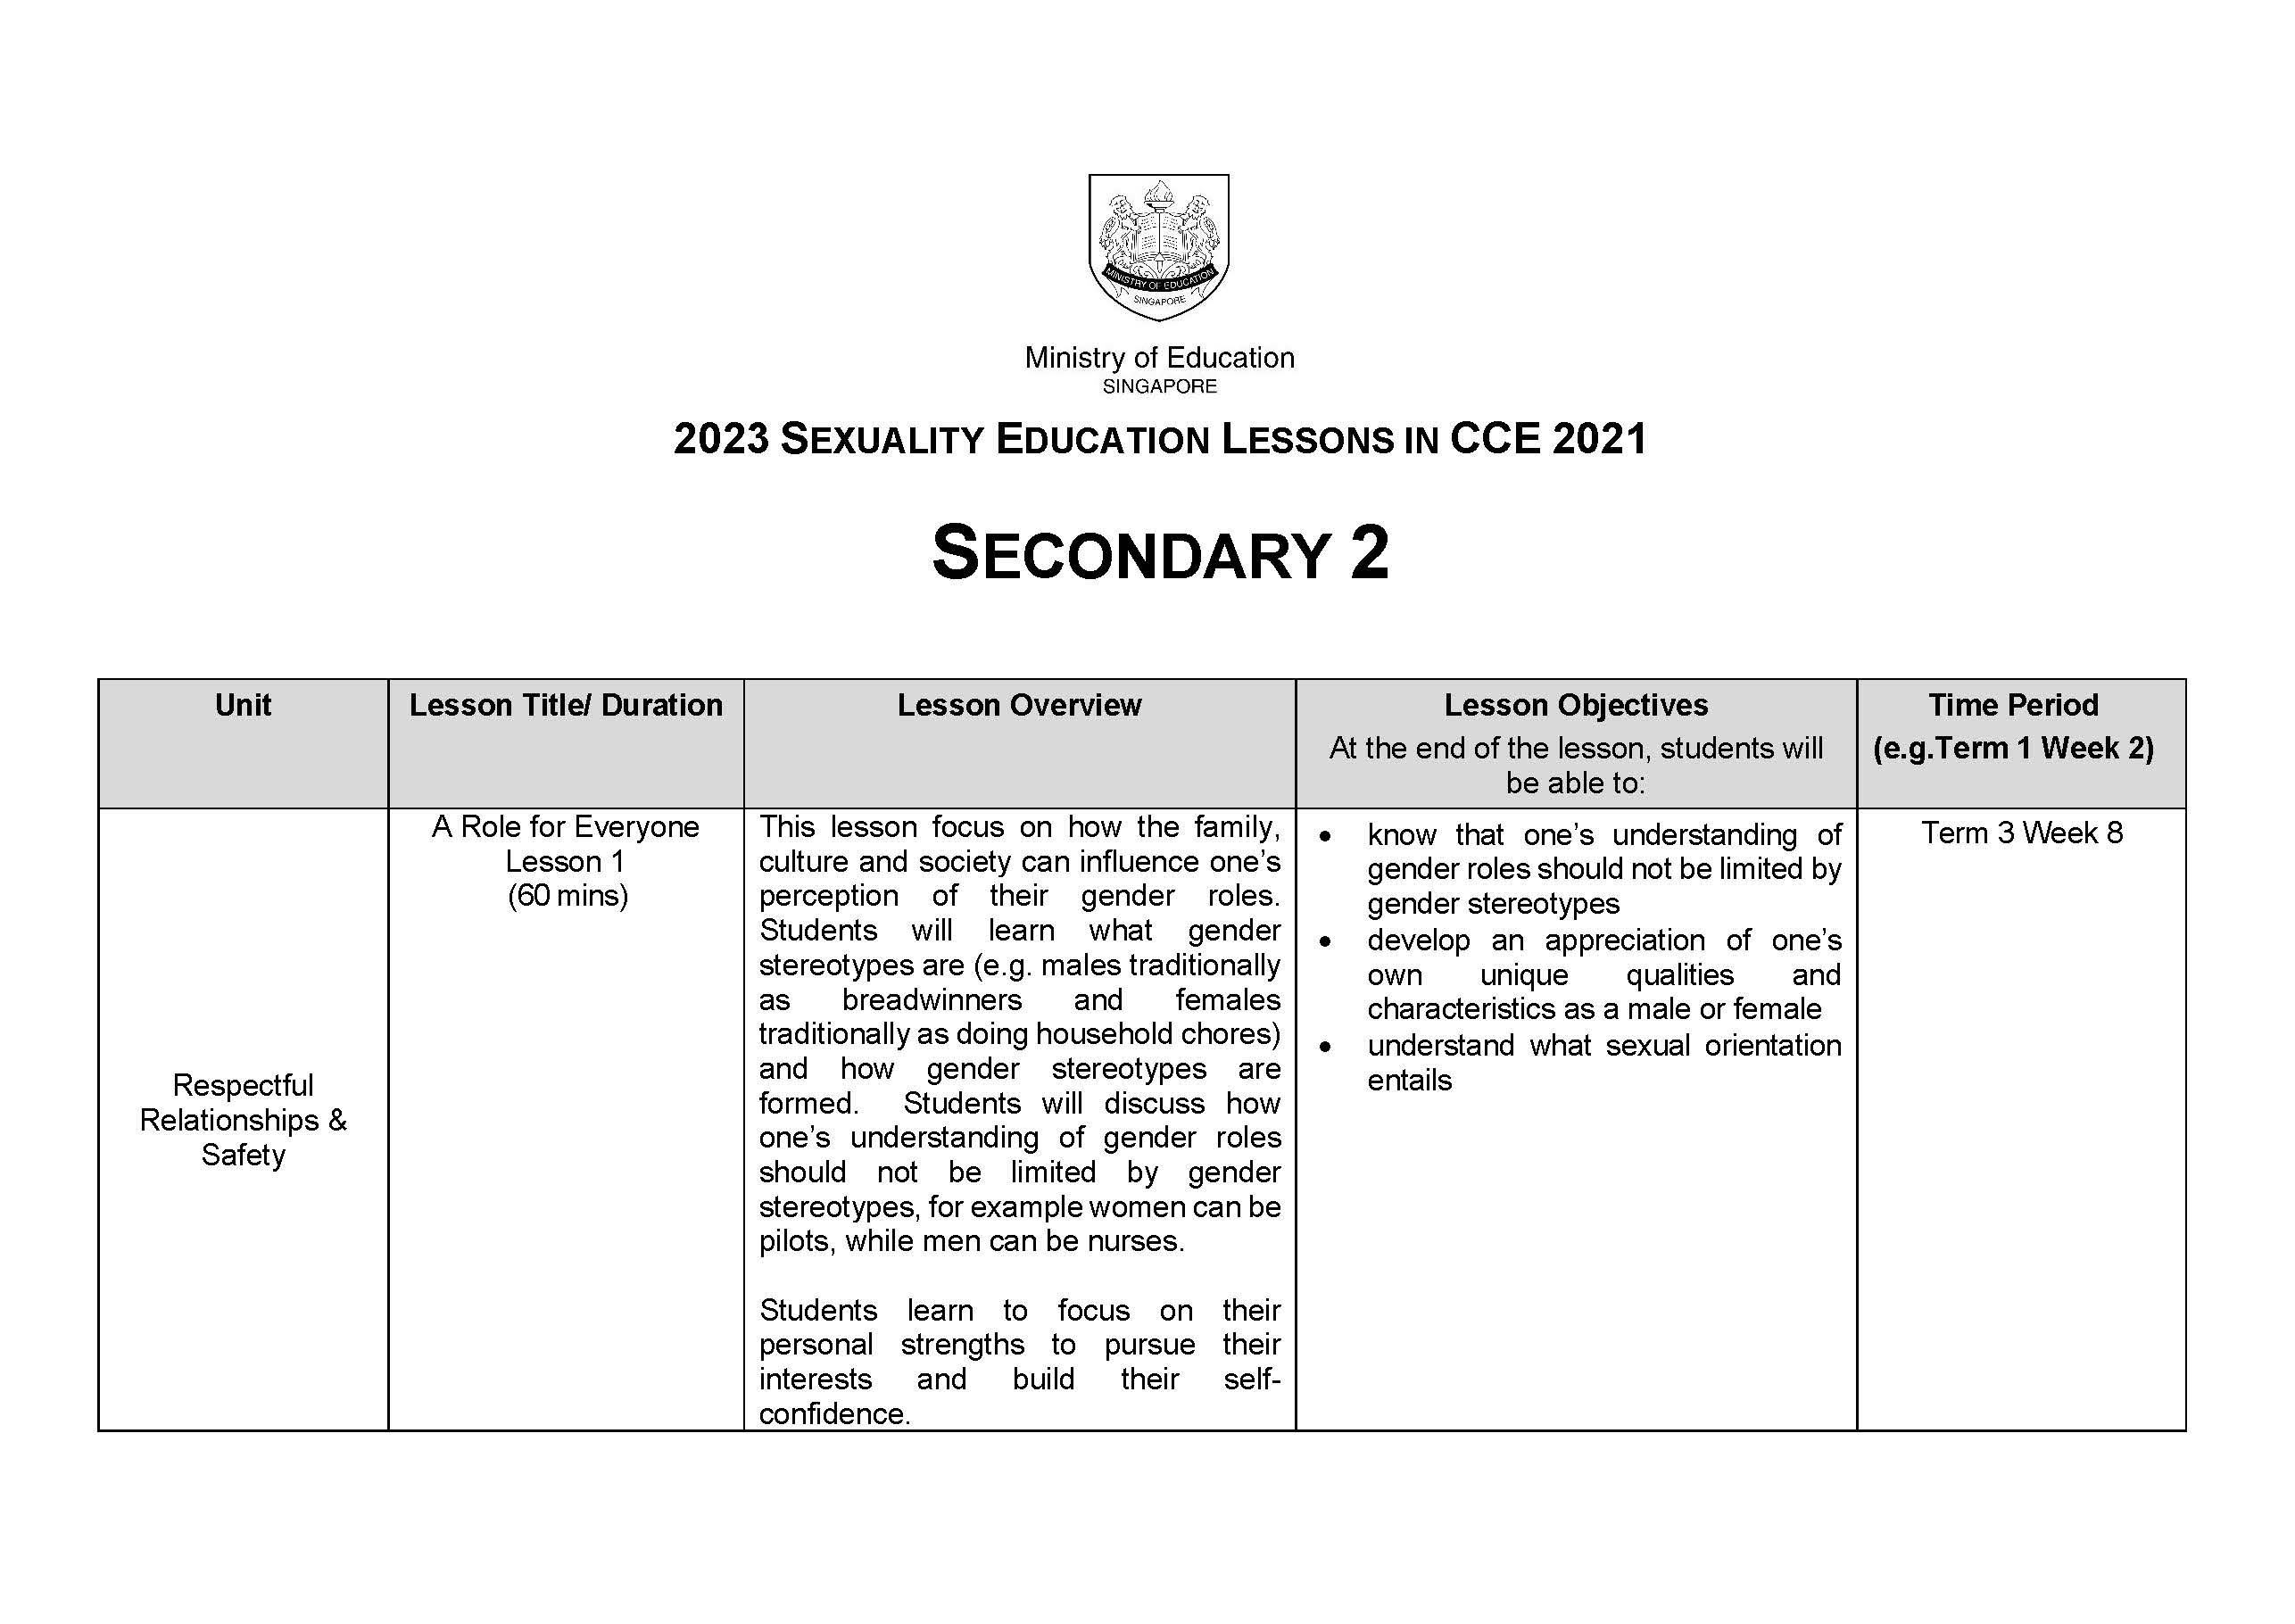 MINISTRY OF EDUCATION
SINGAPORE
Ministry of Education
SINGAPORE
2023 SEXUALITY EDUCATION LESSONS IN CCE 2021
SECONDARY 2
Unit
Lesson Title/ Duration
Lesson Overview
Lesson Objectives
At the end of the lesson, students will
be able to:
Time Period
(e.g.Term 1 Week 2)
Respectful
Relationships &
Safety
A Role for Everyone
Lesson 1
(60 mins)
This lesson focus on how the family,
culture and society can influence one’s
perception of their gender roles.
Students will learn what gender
stereotypes are (e.g. males traditionally
as breadwinners and females
traditionally as doing household chores)
and how gender stereotypes are
formed. Students will discuss how
one’s understanding of gender roles
should not be limited by gender
stereotypes, for example women can be
pilots, while men can be nurses.
Students learn to focus on their
personal strengths to pursue their
interests and build their self-
confidence.
• know that one’s understanding of
gender roles should not be limited by
gender stereotypes
• develop an appreciation of one’s
own unique qualities and
characteristics as a male or female
• understand what sexual orientation
entails
Term 3 Week 8